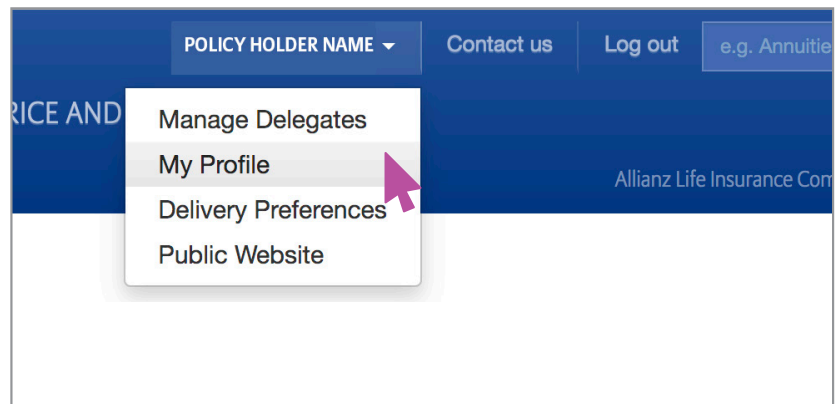 POLICY HOLDER NAME Contact us Log out e.g. Annuitie
RICE AND
Manage Delegates
My Profile
Allianz Life Insurance Com
Delivery Preferences
Public Website